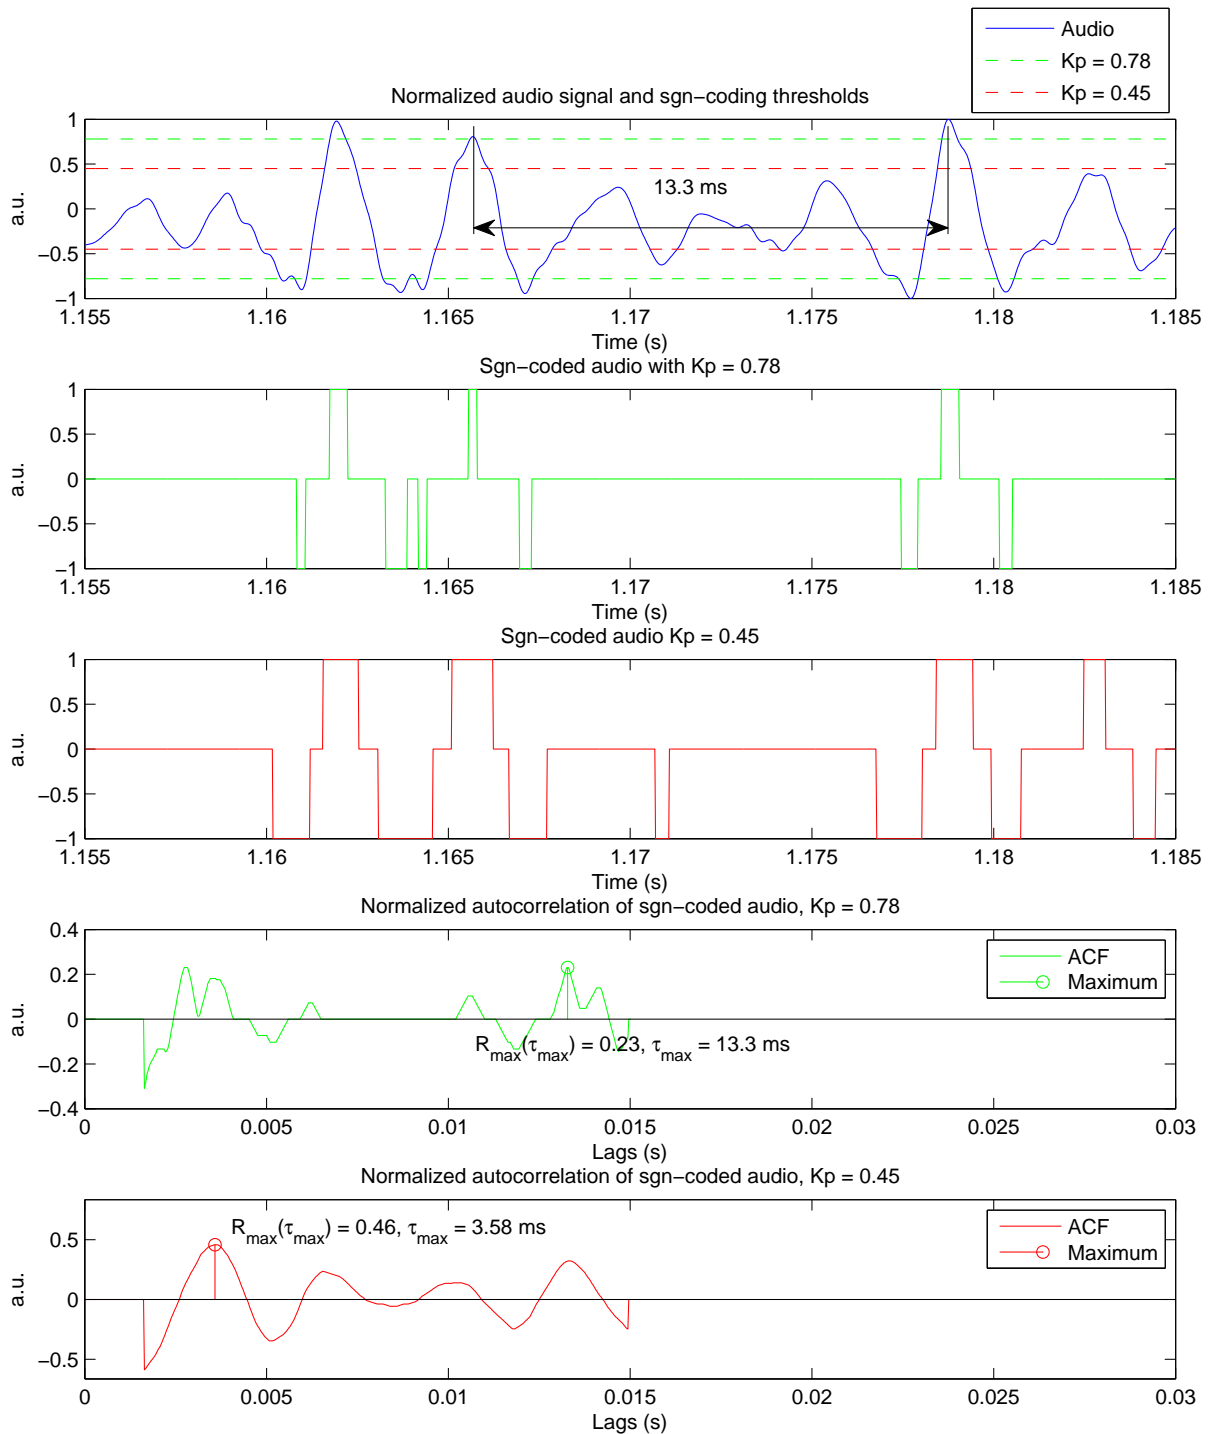 Audio
Kp = 0.78
Kp = 0.45
Normalized audio signal and sgn−coding thresholds
1
0.5
0
−0.5
−1
a.u.
13.3 ms
1.155 1.16 1.165 1.17 1.175 1.18 1.185
Time (s)
Sgn−coded audio with Kp = 0.78
1
0.5
0
−0.5
−1
a.u.
1.155 1.16 1.165 1.17 1.175 1.18 1.185
Time (s)
Sgn−coded audio Kp = 0.45
1
0.5
0
−0.5
−1
a.u.
1.155 1.16 1.165 1.17 1.175 1.18 1.185
Time (s)
Normalized autocorrelation of sgn−coded audio, Kp = 0.78
0.4
0.2
0
−0.2
−0.4
a.u.
ACF
Maximum
R_max(τ_max) = 0.23, τ_max = 13.3 ms
0 0.005 0.01 0.015 0.02 0.025 0.03
Lags (s)
Normalized autocorrelation of sgn−coded audio, Kp = 0.45
0.5
0
−0.5
a.u.
R_max(τ_max) = 0.46, τ_max = 3.58 ms
ACF
Maximum
0 0.005 0.01 0.015 0.02 0.025 0.03
Lags (s)